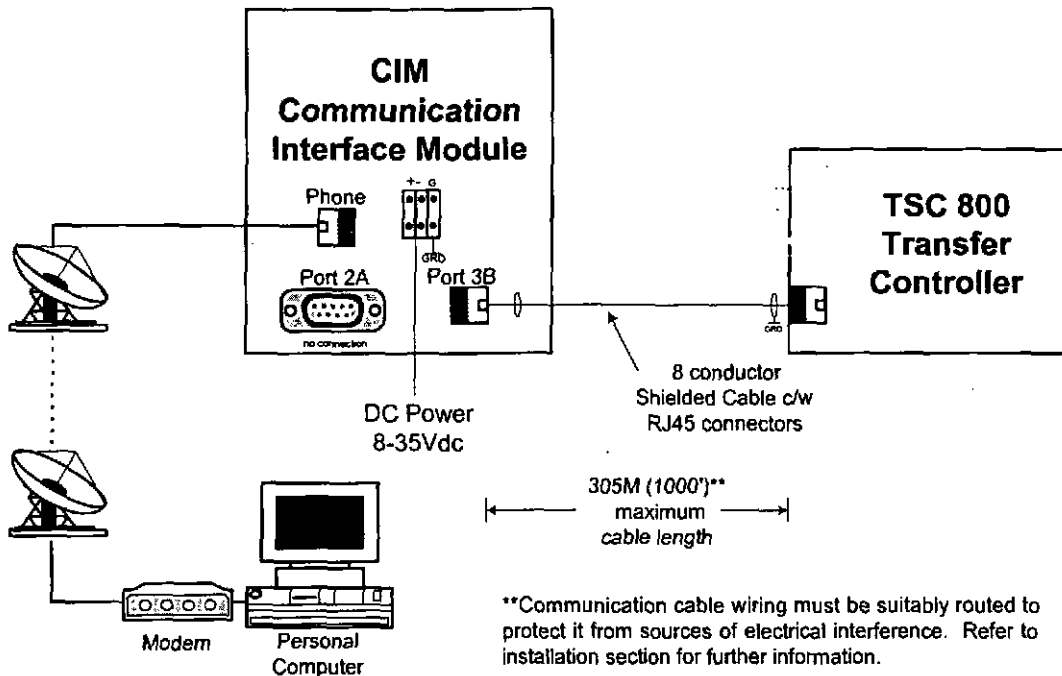 CIM
Communication
Interface Module
Phone
+- G
GRD
Port 2A
Port 3B
no connection
DC Power
8-35Vdc
TSC 800
Transfer
Controller
GRD
8 conductor
Shielded Cable c/w
RJ45 connectors
305M (1000')**
maximum
cable length
Modem
Personal
Computer
**Communication cable wiring must be suitably routed to
protect it from sources of electrical interference. Refer to
installation section for further information.